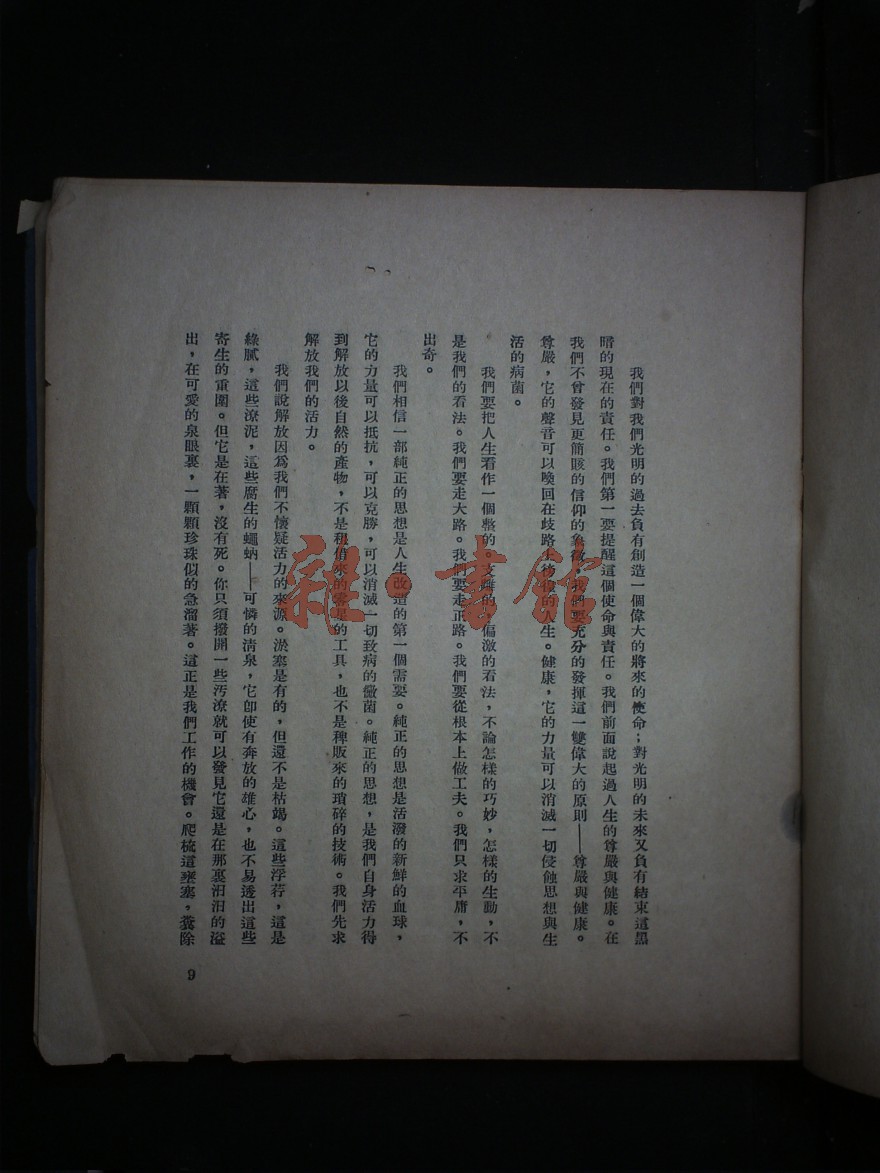 我們對我們光明的過去負有創造一個偉大的將來的使命；對光明的未來又負有結束這黑
暗的現在的責任。我們第一要提醒這個使命與責任。我們前面說起過人生的尊嚴與健康。在
我們不曾發見更簡賅的信仰的象徵，我們要充分的發揮這一雙偉大的原則——尊嚴與健康。
尊嚴，它的聲音可以喚回在歧路上彷徨的人生。健康，它的力量可以消滅一切侵蝕思想與生
活的病菌。
我們要把人生看作一個整的。支離的，偏激的看法，不論怎樣的巧妙，怎樣的生動，不
是我們的看法。我們要走大路。我們要走正路。我們要從根本上做工夫。我們只求平庸，不
出奇。
我們相信一部純正的思想是人生改造的第一個需要。純正的思想是活潑的新鮮的血球，
它的力量可以抵抗，可以克勝，可以消滅一切致病的黴菌。純正的思想，是我們自身活力得
到解放以後自然的產物，不是租借來的零星的工具，也不是稗販來的瑣碎的技術。我們先求
解放我們的活力。
我們說解放因爲我們不懷疑活力的來源。淤塞是有的，但還不是枯竭。這些浮荇，這是
綠膩，這些潦泥，這些腐生的蠅蚋——可憐的清泉，它卽使有奔放的雄心，也不易透出這些
寄生的重圍。但它是在著，沒有死。你只須撥開一些汚潦就可以發見它還是在那裏汩汩的溢
出，在可愛的泉眼裏，一顆顆珍珠似的急溜著。這正是我們工作的機會。爬梳這壅塞，糞除
9
雜·書館